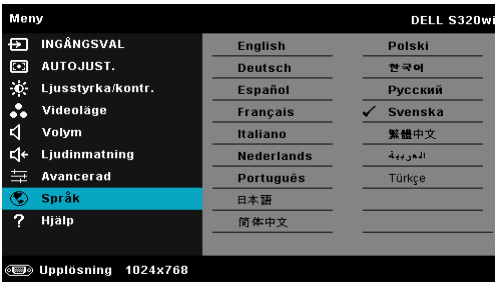 Meny DELL S320wi
INGÅNGSVAL
AUTOJUST.
Ljusstyrka/kontr.
Videoläge
Volym
Ljudinmatning
Avancerad
Språk
Hjälp
English Polski
Deutsch 한국어
Español Русский
Français ✓ Svenska
Italiano 繁體中文
Nederlands العربية
Português Türkçe
日本語
简体中文
Upplösning 1024x768